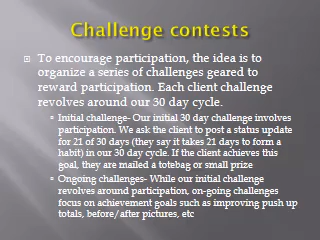 Challenge contests
To encourage participation, the idea is to
organize a series of challenges geared to
reward participation. Each client challenge
revolves around our 30 day cycle.
Initial challenge- Our initial 30 day challenge involves
participation. We ask the client to post a status update
for 21 of 30 days (they say it takes 21 days to form a
habit) in our 30 day cycle. If the client achieves this
goal, they are mailed a totebag or small prize
Ongoing challenges- While our initial challenge
revolves around participation, on-going challenges
focus on achievement goals such as improving push up
totals, before/after pictures, etc